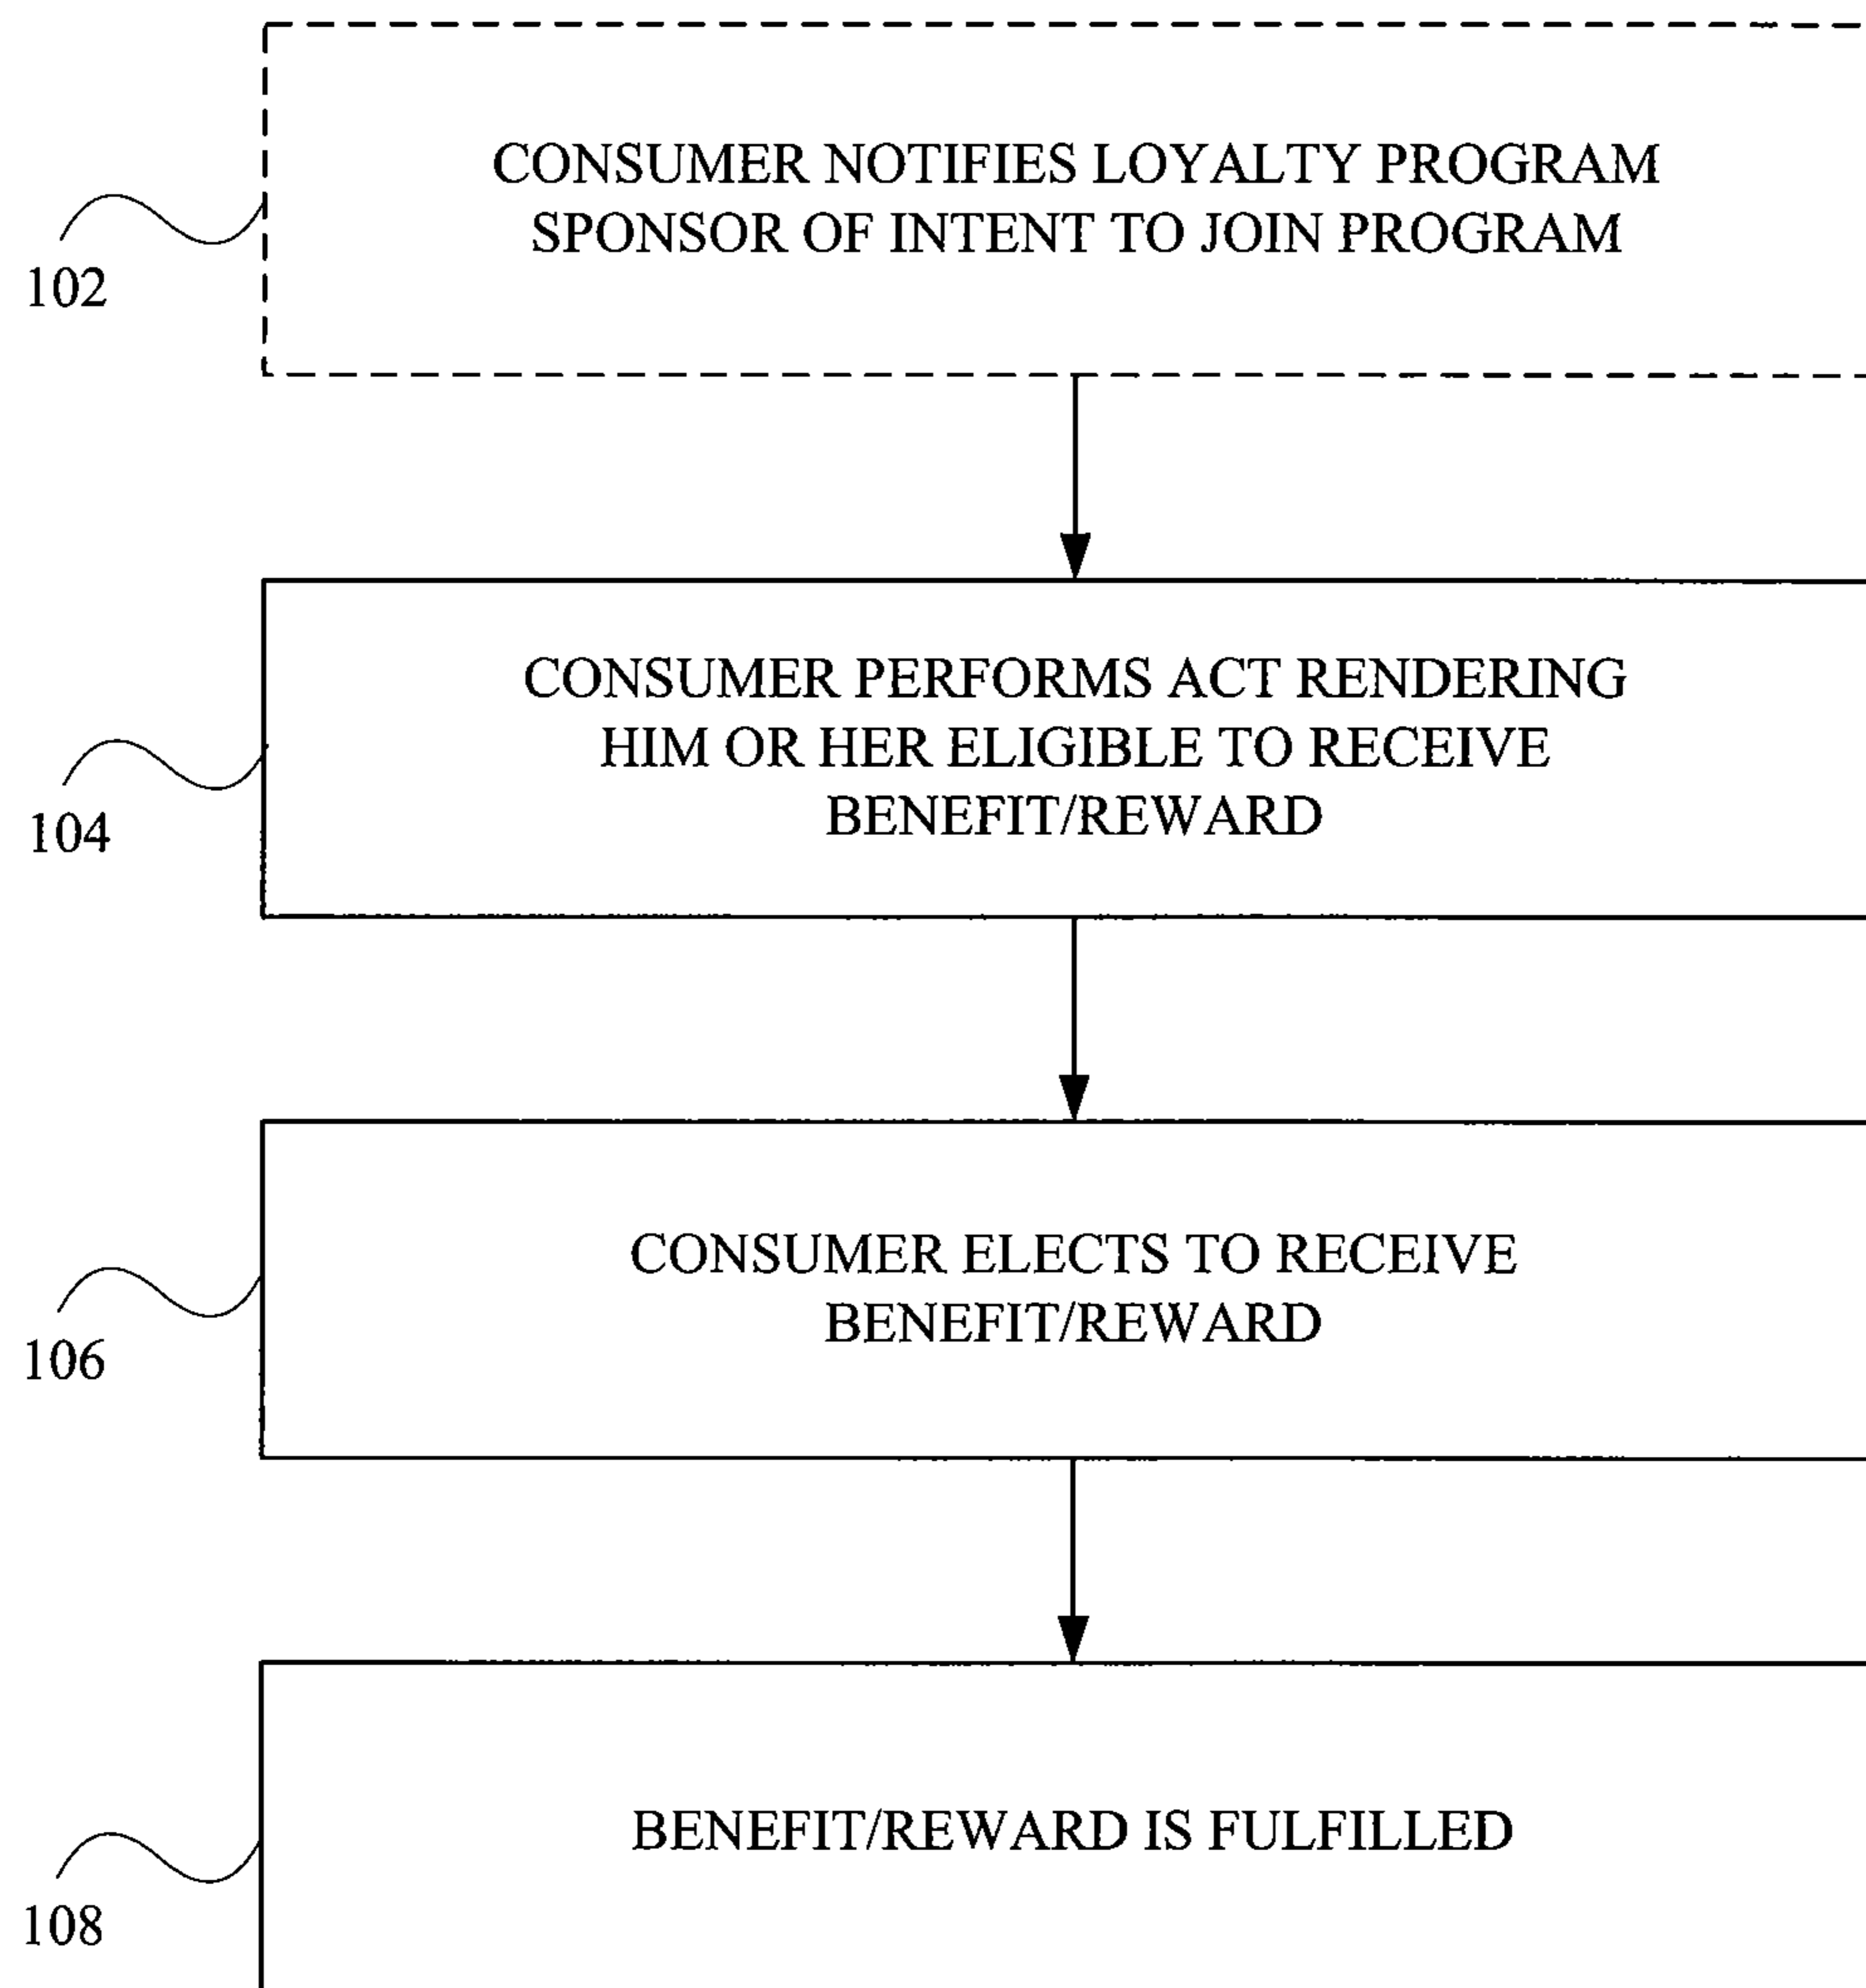 CONSUMER NOTIFIES LOYALTY PROGRAM
SPONSOR OF INTENT TO JOIN PROGRAM
102
CONSUMER PERFORMS ACT RENDERING
HIM OR HER ELIGIBLE TO RECEIVE
BENEFIT/REWARD
104
CONSUMER ELECTS TO RECEIVE
BENEFIT/REWARD
106
BENEFIT/REWARD IS FULFILLED
108